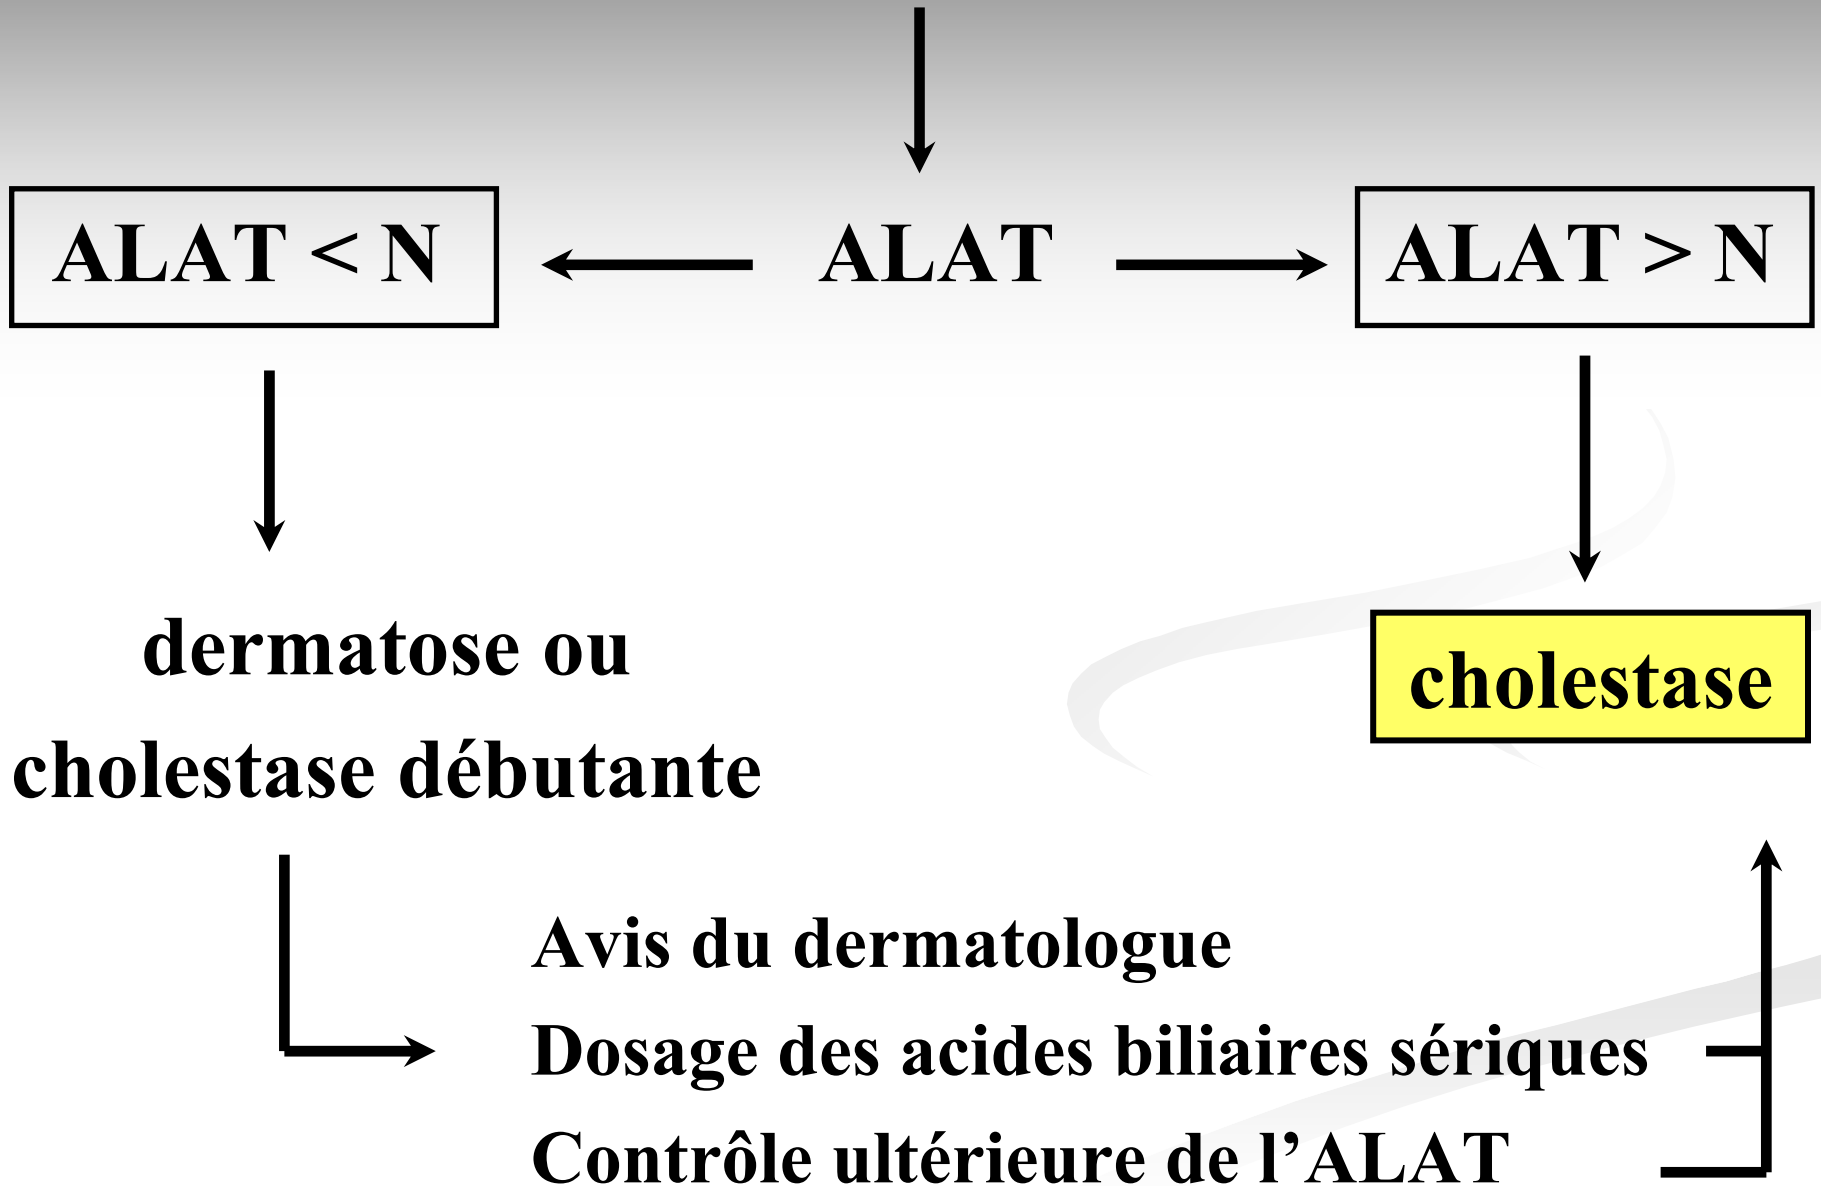 ALAT < N
ALAT
ALAT > N
dermatose ou
cholestase débutante
cholestase
Avis du dermatologue
Dosage des acides biliaires sériques
Contrôle ultérieure de l’ALAT